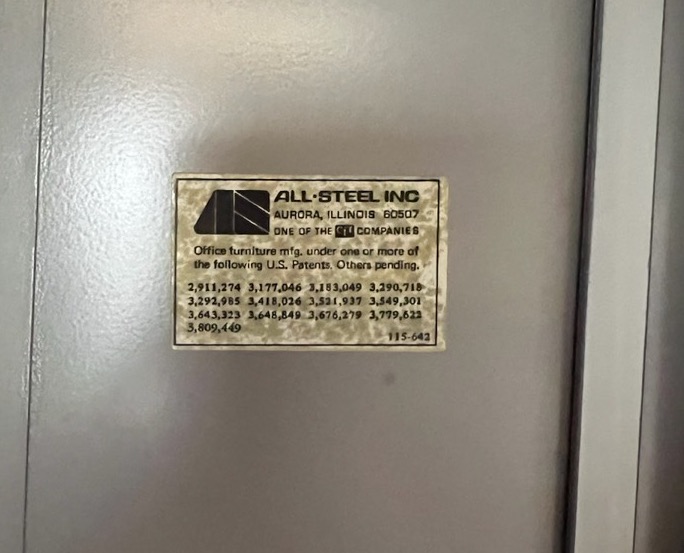 ALL·STEEL INC
AURORA, ILLINOIS 60507
ONE OF THE CTI COMPANIES
Office furniture mfg. under one or more of
the following U.S. Patents. Others pending.
2,911,274 3,177,046 3,183,049 3,290,718
3,292,985 3,418,026 3,521,937 3,549,301
3,643,323 3,648,849 3,676,279 3,779,622
3,809,449
115-642